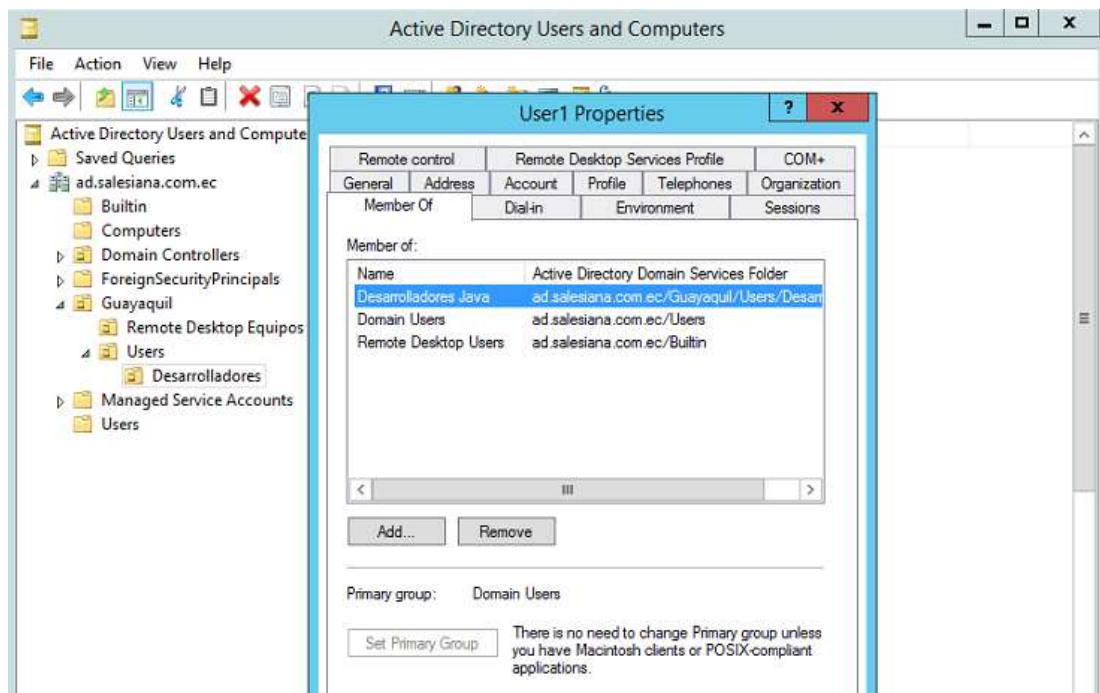 Active Directory Users and Computers
File Action View Help
Active Directory Users and Compute
Saved Queries
ad.salesiana.com.ec
Builtin
Computers
Domain Controllers
ForeignSecurityPrincipals
Guayaquil
Remote Desktop Equipos
Users
Desarrolladores
Managed Service Accounts
Users
User1 Properties
? x
Remote control Remote Desktop Services Profile COM+
General Address Account Profile Telephones Organization
Member Of Dial-in Environment Sessions
Member of:
Name Active Directory Domain Services Folder
Desarrolladores Java ad.salesiana.com.ec/Guayaquil/Users/Desarr
Domain Users ad.salesiana.com.ec/Users
Remote Desktop Users ad.salesiana.com.ec/Builtin
Add... Remove
Primary group: Domain Users
Set Primary Group
There is no need to change Primary group unless
you have Macintosh clients or POSIX-compliant
applications.